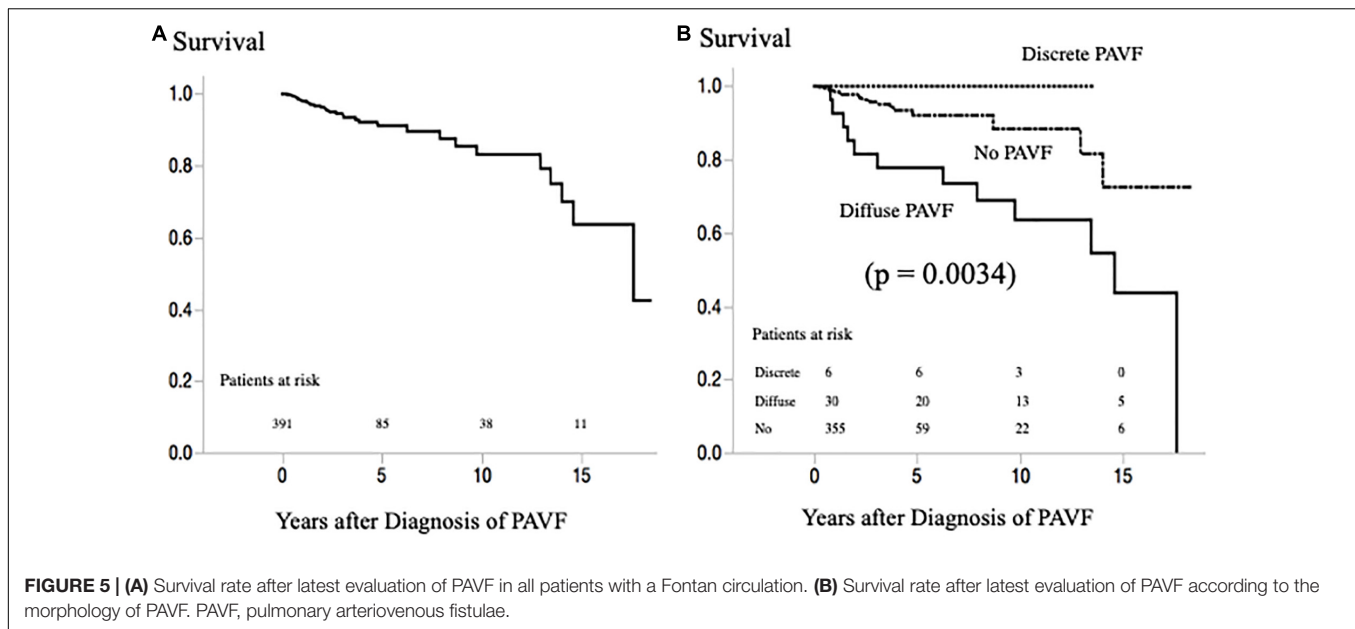 A Survival
1.0
0.8
0.6
0.4
0.2
0.0
Patients at risk
391 85 38 11
0 5 10 15
Years after Diagnosis of PAVF
B Survival
Discrete PAVF
1.0
0.8
0.6
0.4
0.2
0.0
No PAVF
Diffuse PAVF
(p = 0.0034)
Patients at risk
Discrete 6 6 3 0
Diffuse 30 20 13 5
No 355 59 22 6
0 5 10 15
Years after Diagnosis of PAVF
FIGURE 5 | (A) Survival rate after latest evaluation of PAVF in all patients with a Fontan circulation. (B) Survival rate after latest evaluation of PAVF according to the
morphology of PAVF. PAVF, pulmonary arteriovenous fistulae.